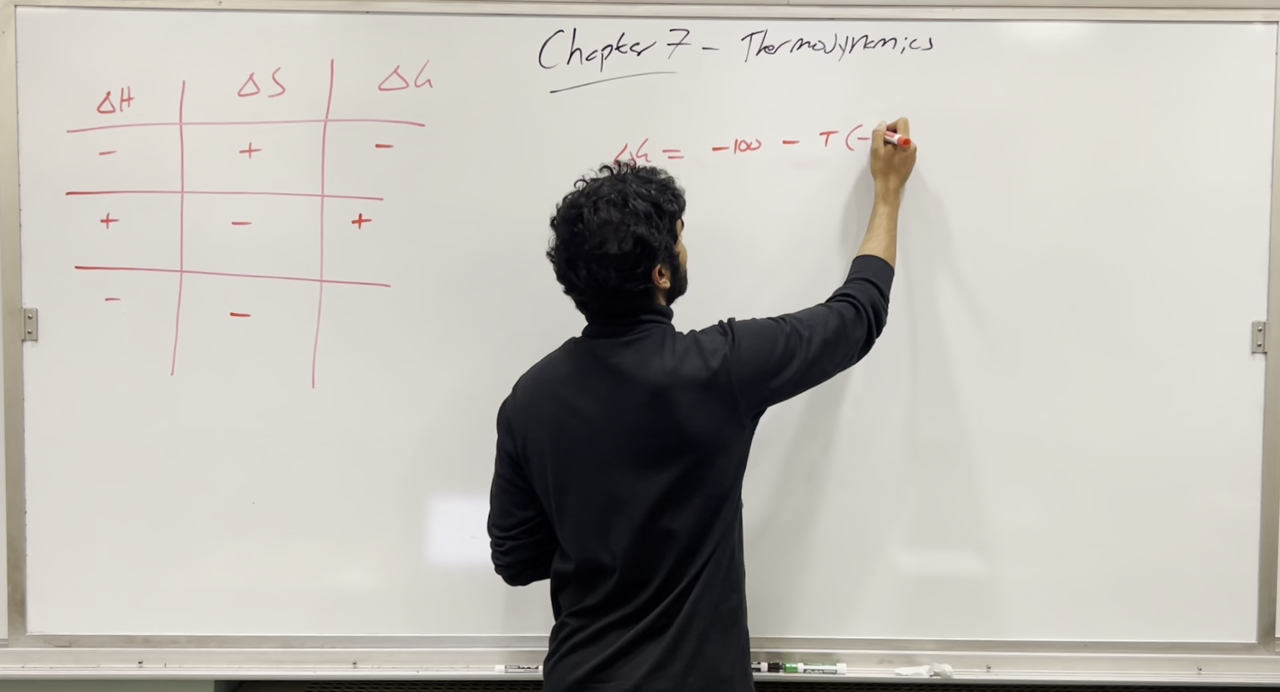 Chapter 7 - Thermodynamics
ΔH ΔS ΔG
- + -
+ - +
- -
ΔG = -100 - T(-